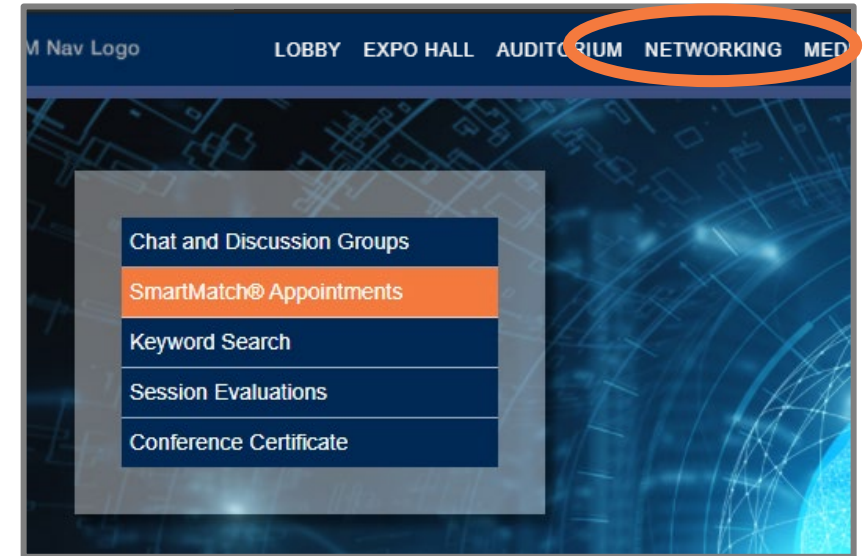 M Nav Logo LOBBY EXPO HALL AUDITORIUM NETWORKING MED
Chat and Discussion Groups
SmartMatch® Appointments
Keyword Search
Session Evaluations
Conference Certificate